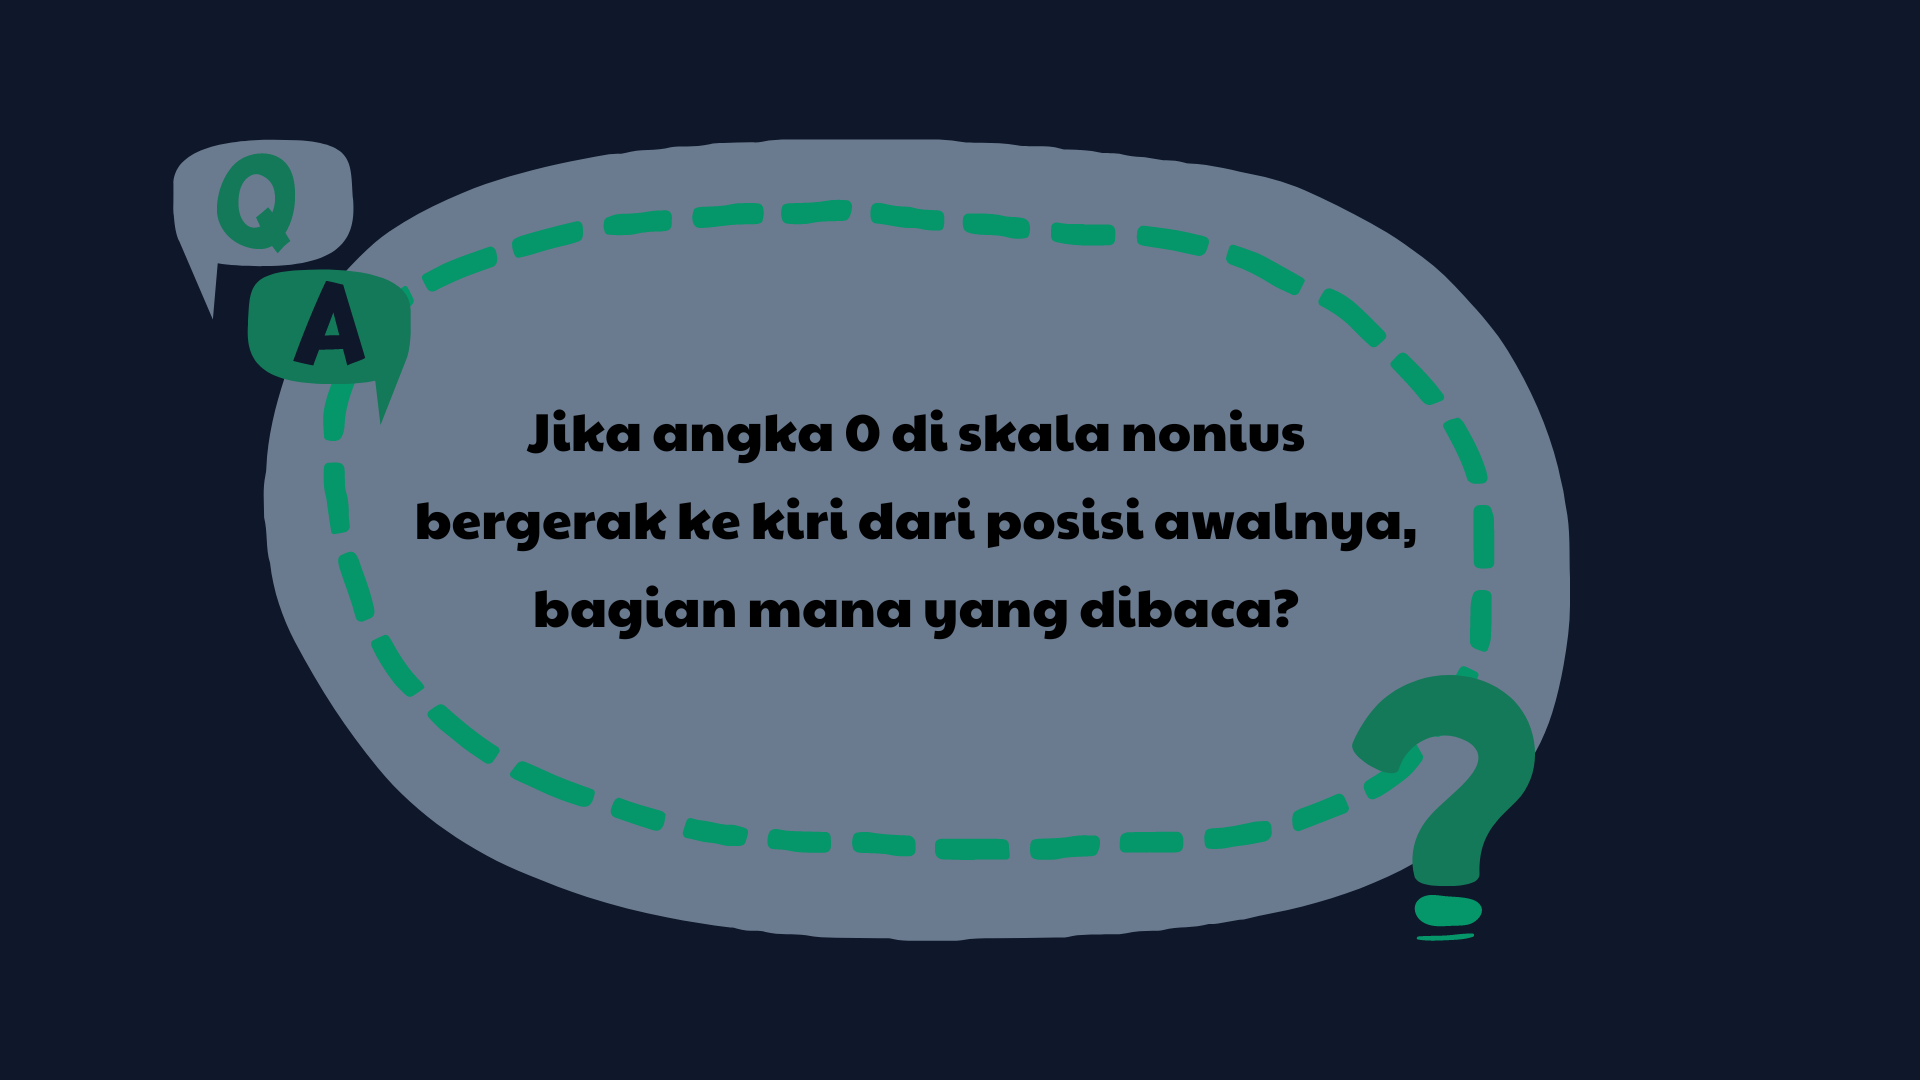 Q
A
Jika angka 0 di skala nonius
bergerak ke kiri dari posisi awalnya,
bagian mana yang dibaca?
?